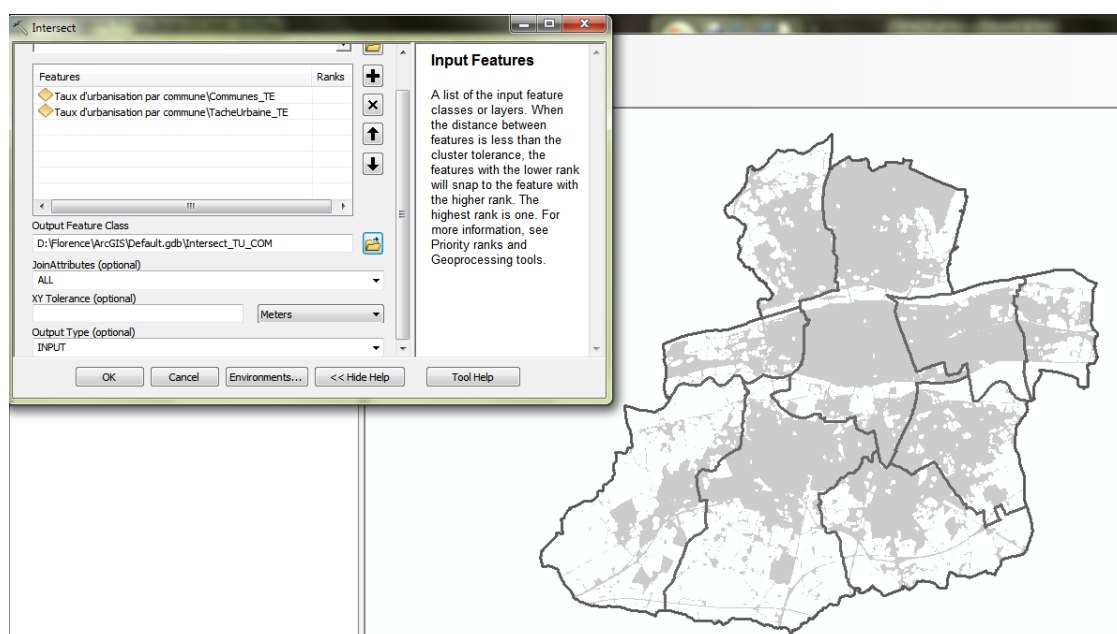 Intersect
Features
Ranks
Taux d'urbanisation par commune\Communes_TE
Taux d'urbanisation par commune\TacheUrbaine_TE
Output Feature Class
D:\Florence\ArcGIS\Default.gdb\Intersect_TU_COM
JoinAttributes (optional)
ALL
XY Tolerance (optional)
Meters
Output Type (optional)
INPUT
Input Features
A list of the input feature
classes or layers. When
the distance between
features is less than the
cluster tolerance, the
features with the lower rank
will snap to the feature with
the higher rank. The
highest rank is one. For
more information, see
Priority ranks and
Geoprocessing tools.
OK
Cancel
Environments...
<< Hide Help
Tool Help